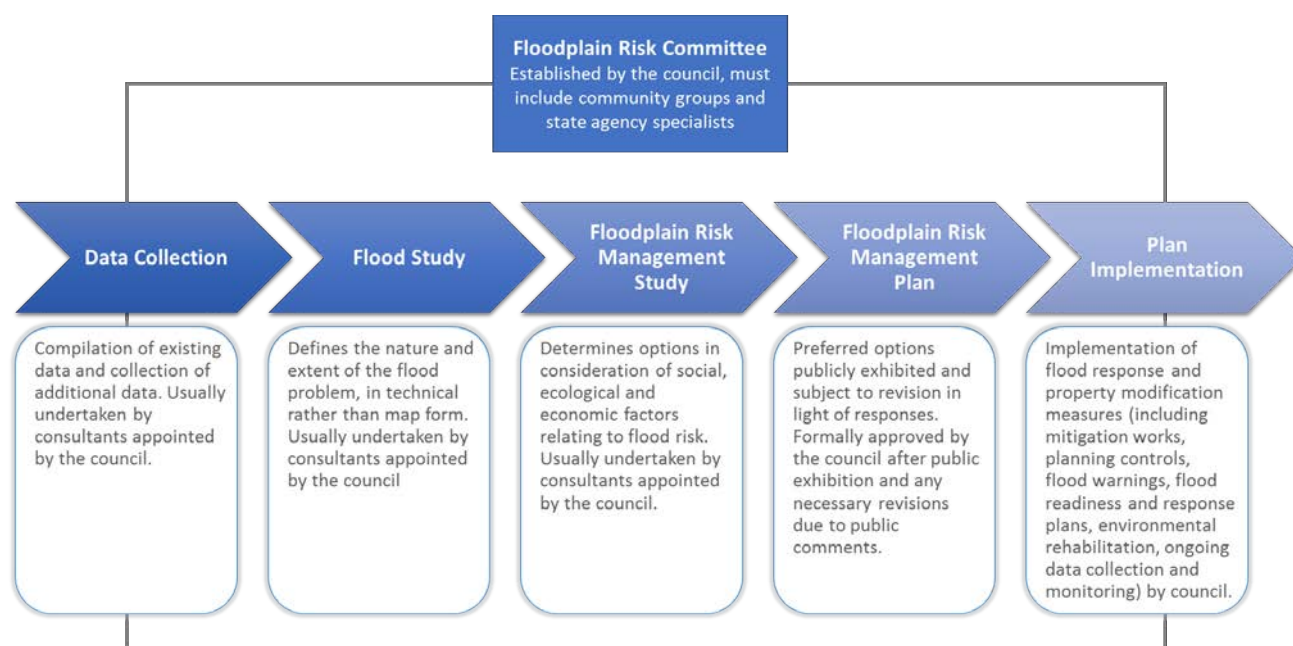 Floodplain Risk Committee
Established by the council, must
include community groups and
state agency specialists
Data Collection
Flood Study
Floodplain Risk
Management
Study
Floodplain Risk
Management
Plan
Plan
Implementation
Compilation of existing
data and collection of
additional data. Usually
undertaken by
consultants appointed
by the council.
Defines the nature and
extent of the flood
problem, in technical
rather than map form.
Usually undertaken by
consultants appointed
by the council
Determines options in
consideration of social,
ecological and
economic factors
relating to flood risk.
Usually undertaken by
consultants appointed
by the council.
Preferred options
publicly exhibited and
subject to revision in
light of responses.
Formally approved by
the council after public
exhibition and any
necessary revisions
due to public
comments.
Implementation of
flood response and
property modification
measures (including
mitigation works,
planning controls,
flood warnings, flood
readiness and response
plans, environmental
rehabilitation, ongoing
data collection and
monitoring) by council.